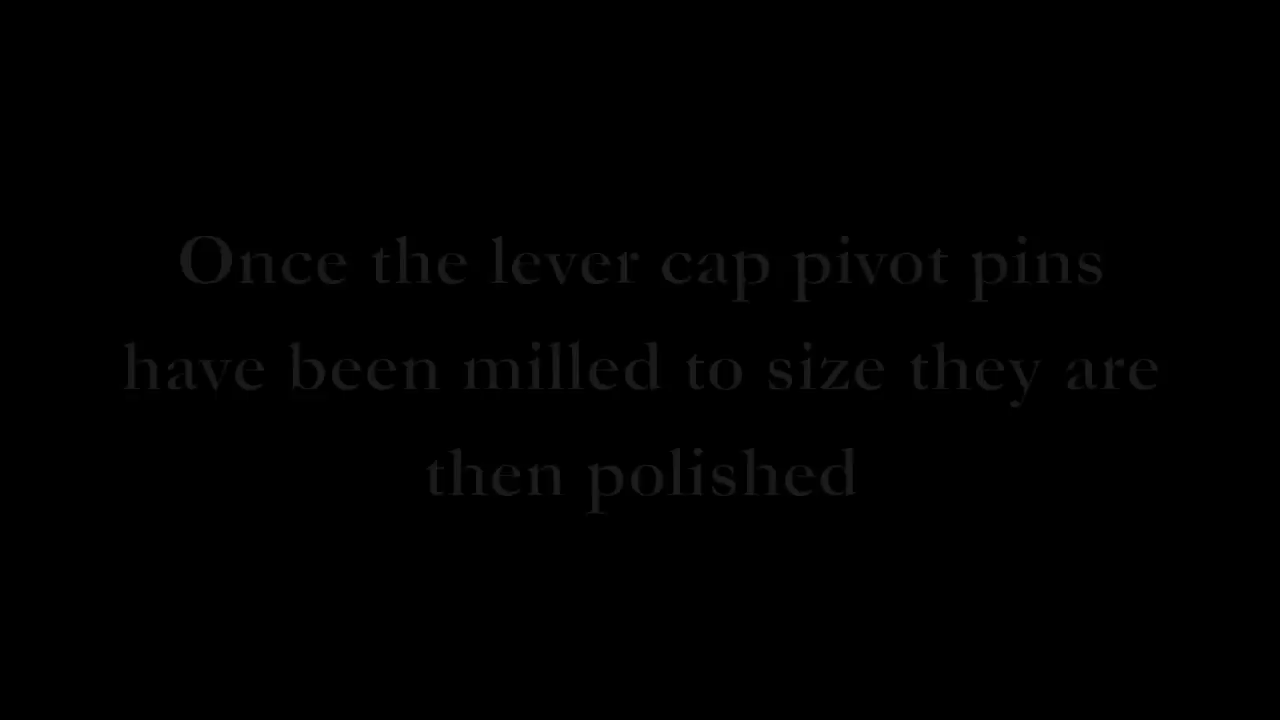 Once the lever cap pivot pins
have been milled to size they are
then polished